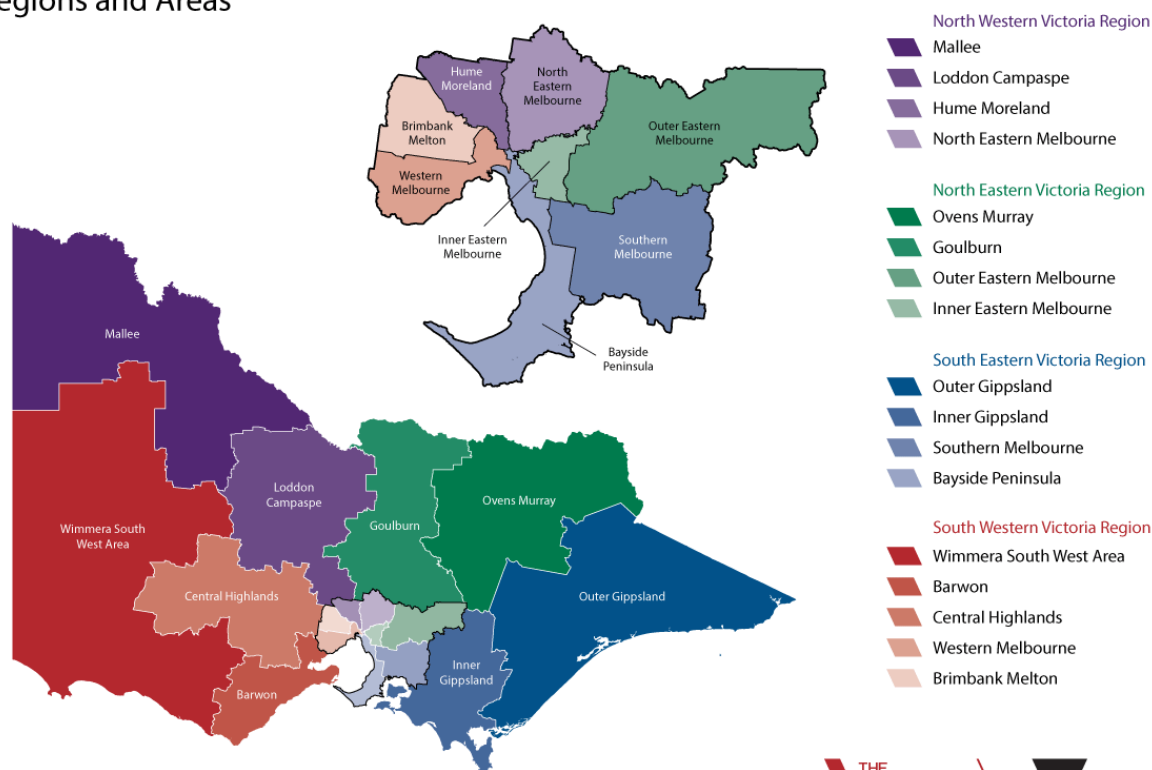 Regions and Areas
Hume
Moreland
North
Eastern
Melbourne
Brimbank
Melton
Outer Eastern
Melbourne
Western
Melbourne
Inner Eastern
Melbourne
Southern
Melbourne
Bayside
Peninsula
Mallee
Loddon
Campaspe
Ovens Murray
Goulburn
Wimmera South
West Area
Central Highlands
Outer Gippsland
Inner
Gippsland
Barwon
North Western Victoria Region
Mallee
Loddon Campaspe
Hume Moreland
North Eastern Melbourne
North Eastern Victoria Region
Ovens Murray
Goulburn
Outer Eastern Melbourne
Inner Eastern Melbourne
South Eastern Victoria Region
Outer Gippsland
Inner Gippsland
Southern Melbourne
Bayside Peninsula
South Western Victoria Region
Wimmera South West Area
Barwon
Central Highlands
Western Melbourne
Brimbank Melton
THE